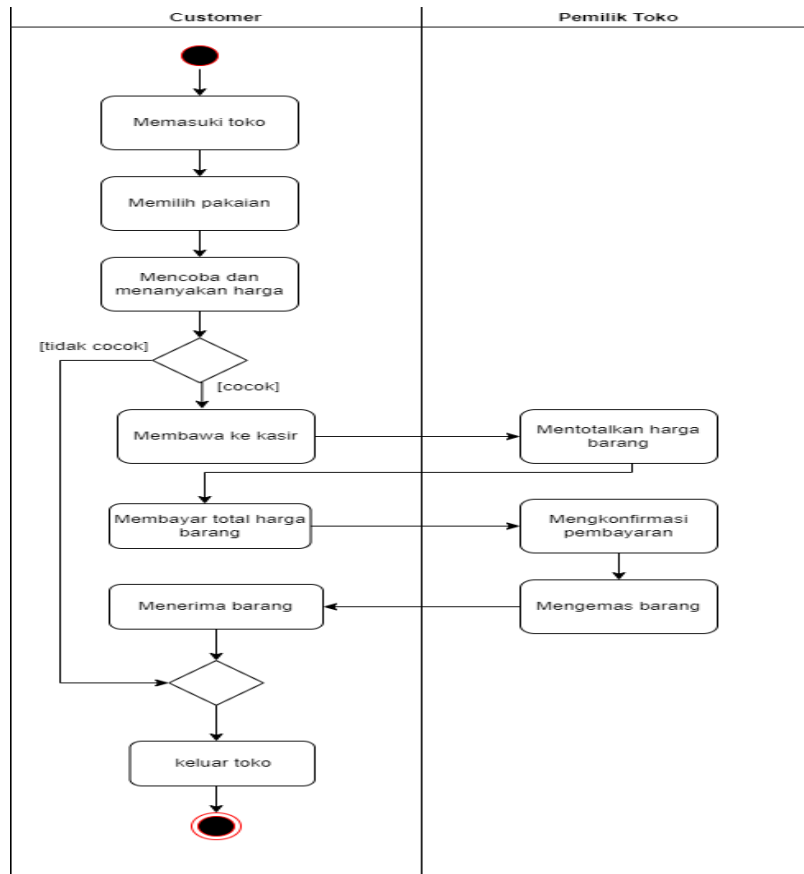 Customer
Pemilik Toko
Memasuki toko
Memilih pakaian
Mencoba dan
menanyakan harga
[tidak cocok]
[cocok]
Membawa ke kasir
Mentotalkan harga
barang
Membayar total harga
barang
Mengkonfirmasi
pembayaran
Mengemas barang
Menerima barang
keluar toko